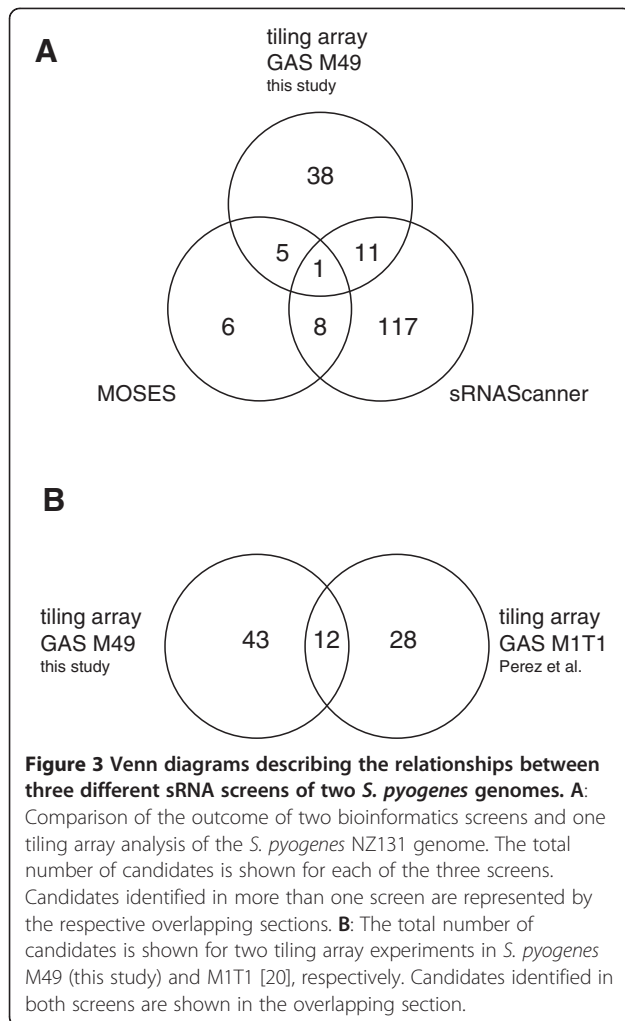 A
tiling array
GAS M49
this study
38
5
1
11
6
8
117
MOSES
sRNAScanner
B
tiling array
GAS M49
this study
43
12
28
tiling array
GAS M1T1
Perez et al.
Figure 3 Venn diagrams describing the relationships between
three different sRNA screens of two S. pyogenes genomes. A:
Comparison of the outcome of two bioinformatics screens and one
tiling array analysis of the S. pyogenes NZ131 genome. The total
number of candidates is shown for each of the three screens.
Candidates identified in more than one screen are represented by
the respective overlapping sections. B: The total number of
candidates is shown for two tiling array experiments in S. pyogenes
M49 (this study) and M1T1 [20], respectively. Candidates identified in
both screens are shown in the overlapping section.